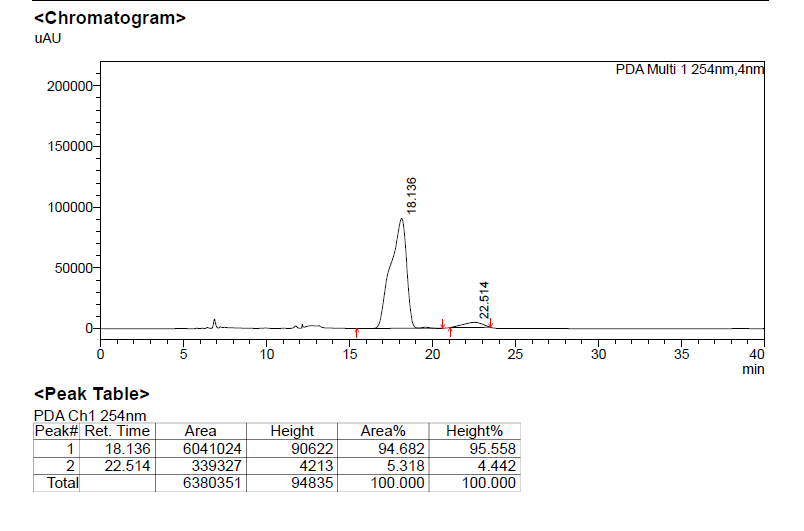 <Chromatogram>
uAU
PDA Multi 1 254nm,4nm
200000
150000
100000
50000
0
18.136
22.514
0 5 10 15 20 25 30 35 40
min
<Peak Table>
PDA Ch1 254nm
Peak# Ret. Time Area Height Area% Height%
1 18.136 6041024 90622 94.682 95.558
2 22.514 339327 4213 5.318 4.442
Total 6380351 94835 100.000 100.000